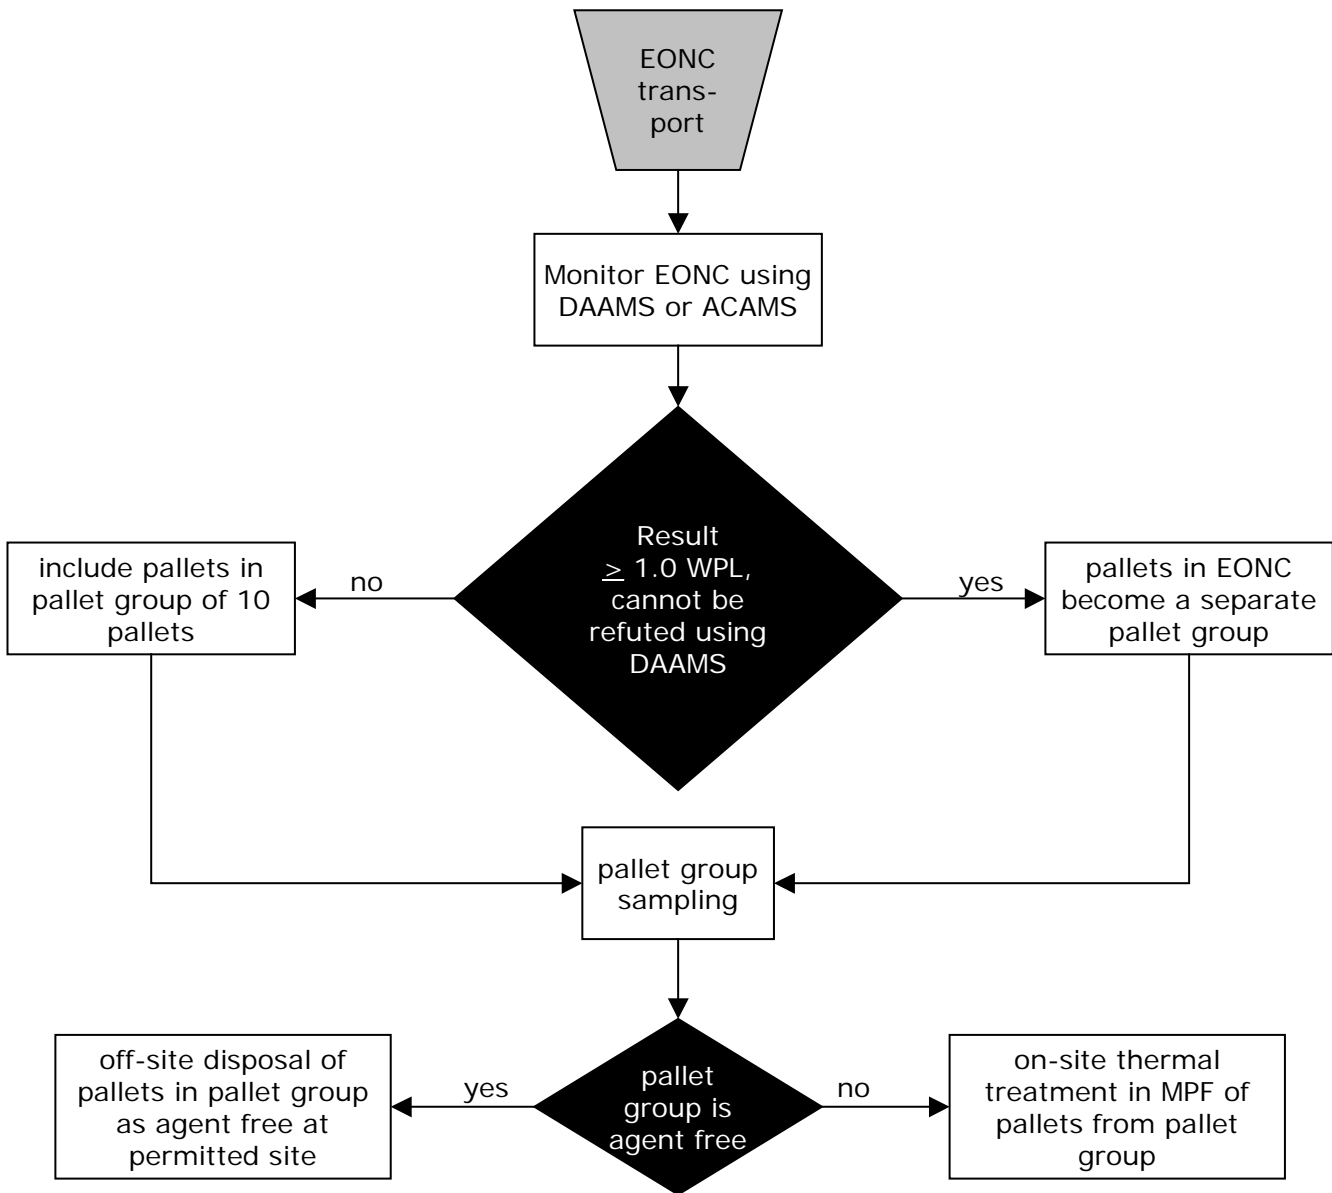 EONC
trans-
port
Monitor EONC using
DAAMS or ACAMS
Result
≥ 1.0 WPL,
cannot be
refuted using
DAAMS
no
yes
include pallets in
pallet group of 10
pallets
pallets in EONC
become a separate
pallet group
pallet group
sampling
pallet
group is
agent free
yes
no
off-site disposal of
pallets in pallet group
as agent free at
permitted site
on-site thermal
treatment in MPF of
pallets from pallet
group